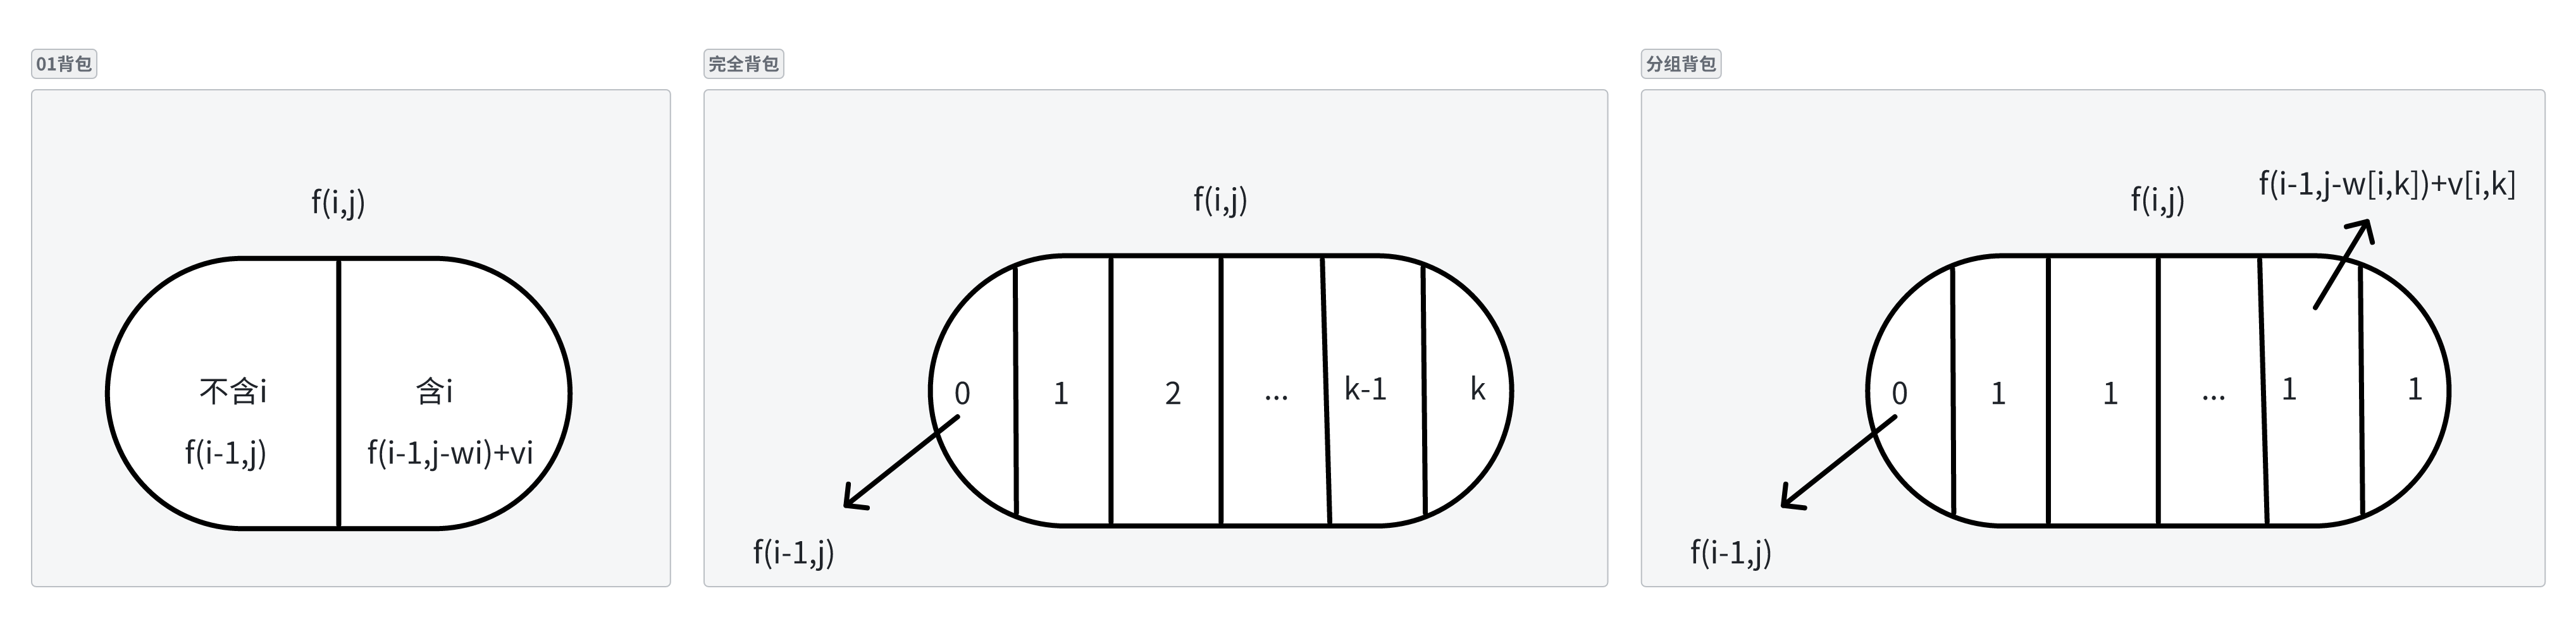 01背包
f(i,j)
不含i
含i
f(i-1,j)
f(i-1,j-wi)+vi
完全背包
f(i,j)
0
1
2
...
k-1
k
f(i-1,j)
分组背包
f(i-1,j-w[i,k])+v[i,k]
f(i,j)
0
1
1
...
1
1
f(i-1,j)